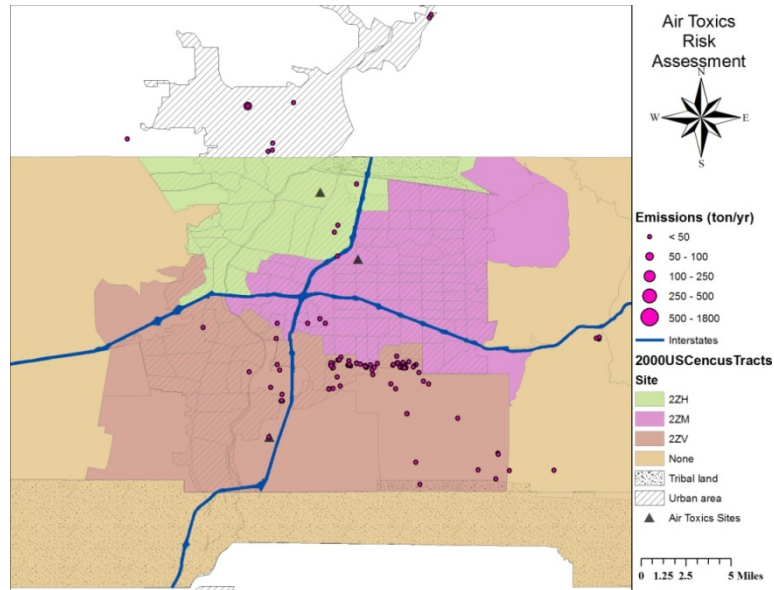 Air Toxics
Risk
Assessment
N
W E
S
Emissions (ton/yr)
< 50
50 - 100
100 - 250
250 - 500
500 - 1800
Interstates
2000USCencusTracts
Site
2ZH
2ZM
2ZV
None
Tribal land
Urban area
Air Toxics Sites
0 1.25 2.5 5 Miles